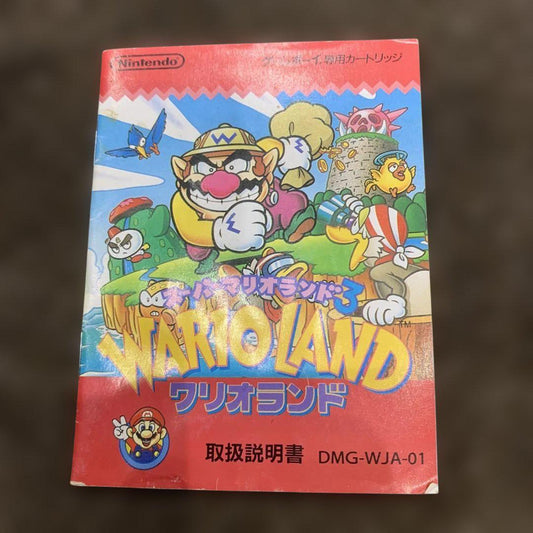 Nintendo
ゲームボーイ専用カートリッジ
スーパーマリオランド3
WARIO LAND
TM
ワリオランド
取扱説明書 DMG-WJA-01